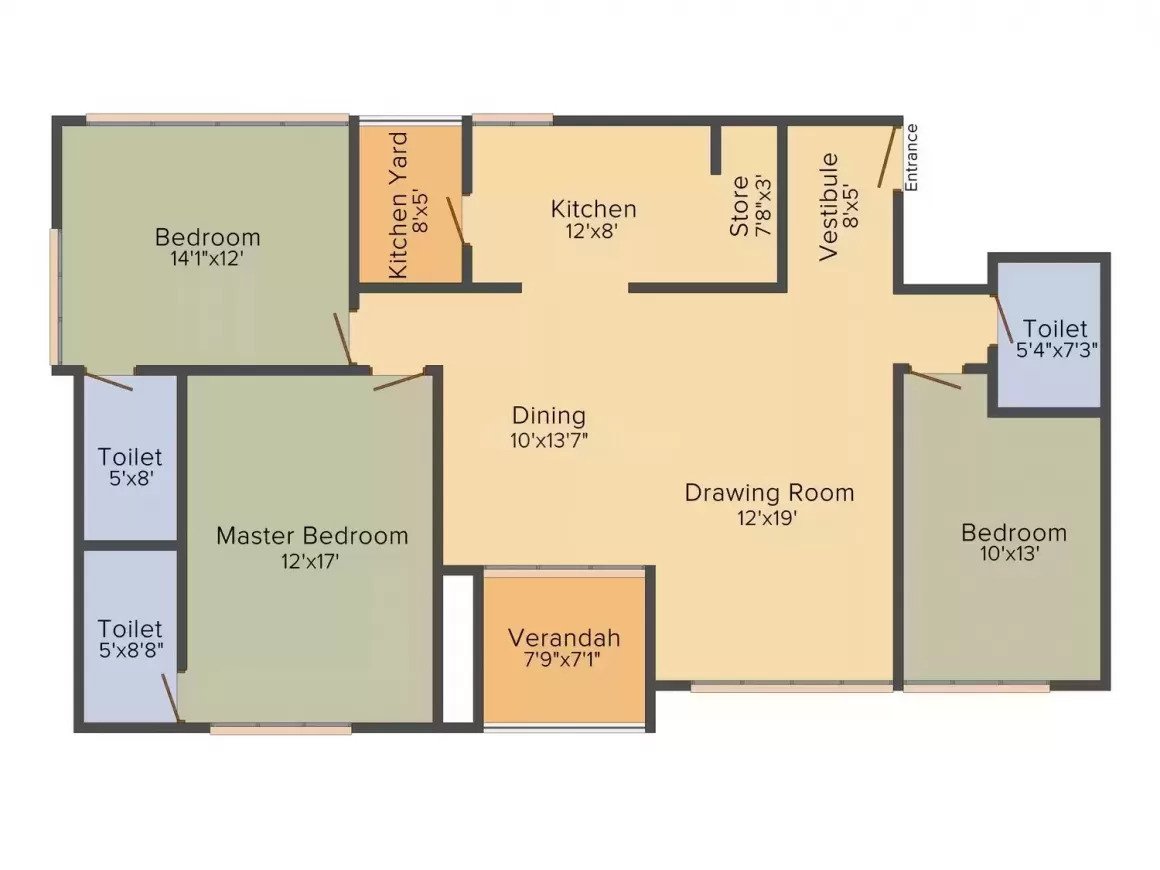 Entrance
Kitchen Yard
8'x5'
Kitchen
12'x8'
Store
7'8"x3'
Vestibule
8'x5'
Bedroom
14'1"x12'
Toilet
5'4"x7'3"
Dining
10'x13'7"
Toilet
5'x8'
Drawing Room
12'x19'
Master Bedroom
12'x17'
Bedroom
10'x13'
Toilet
5'x8'8"
Verandah
7'9"x7'1"